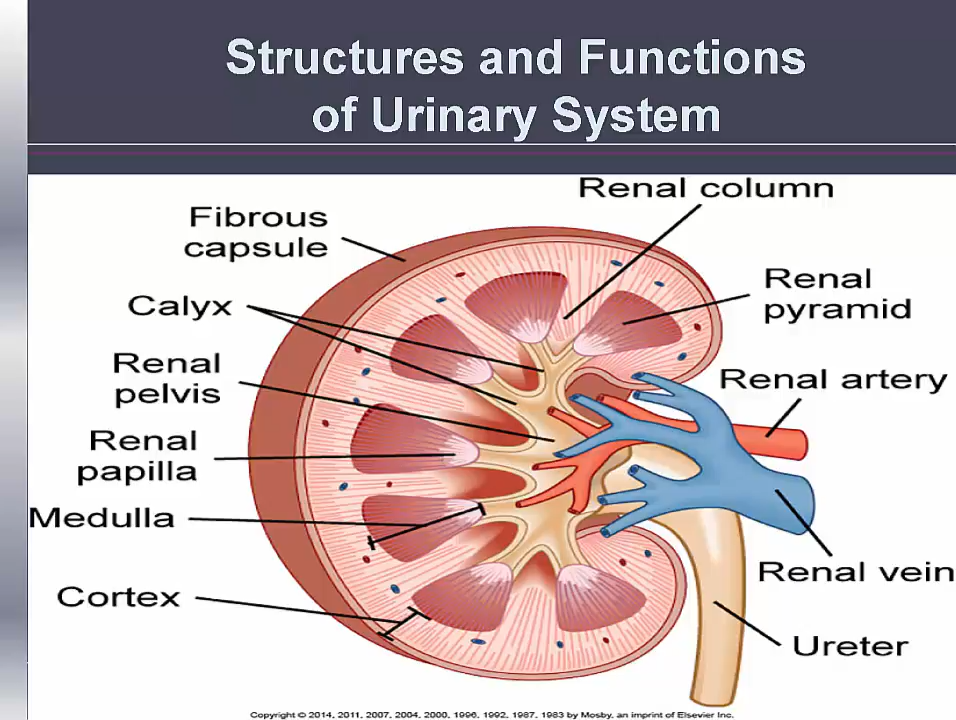 Structures and Functions
of Urinary System
Renal column
Fibrous
capsule
Renal
pyramid
Calyx
Renal
pelvis
Renal artery
Renal
papilla
Medulla
Renal vein
Cortex
Ureter
Copyright © 2014, 2011, 2007, 2004, 2000, 1996, 1992, 1987, 1983 by Mosby, an imprint of Elsevier Inc.